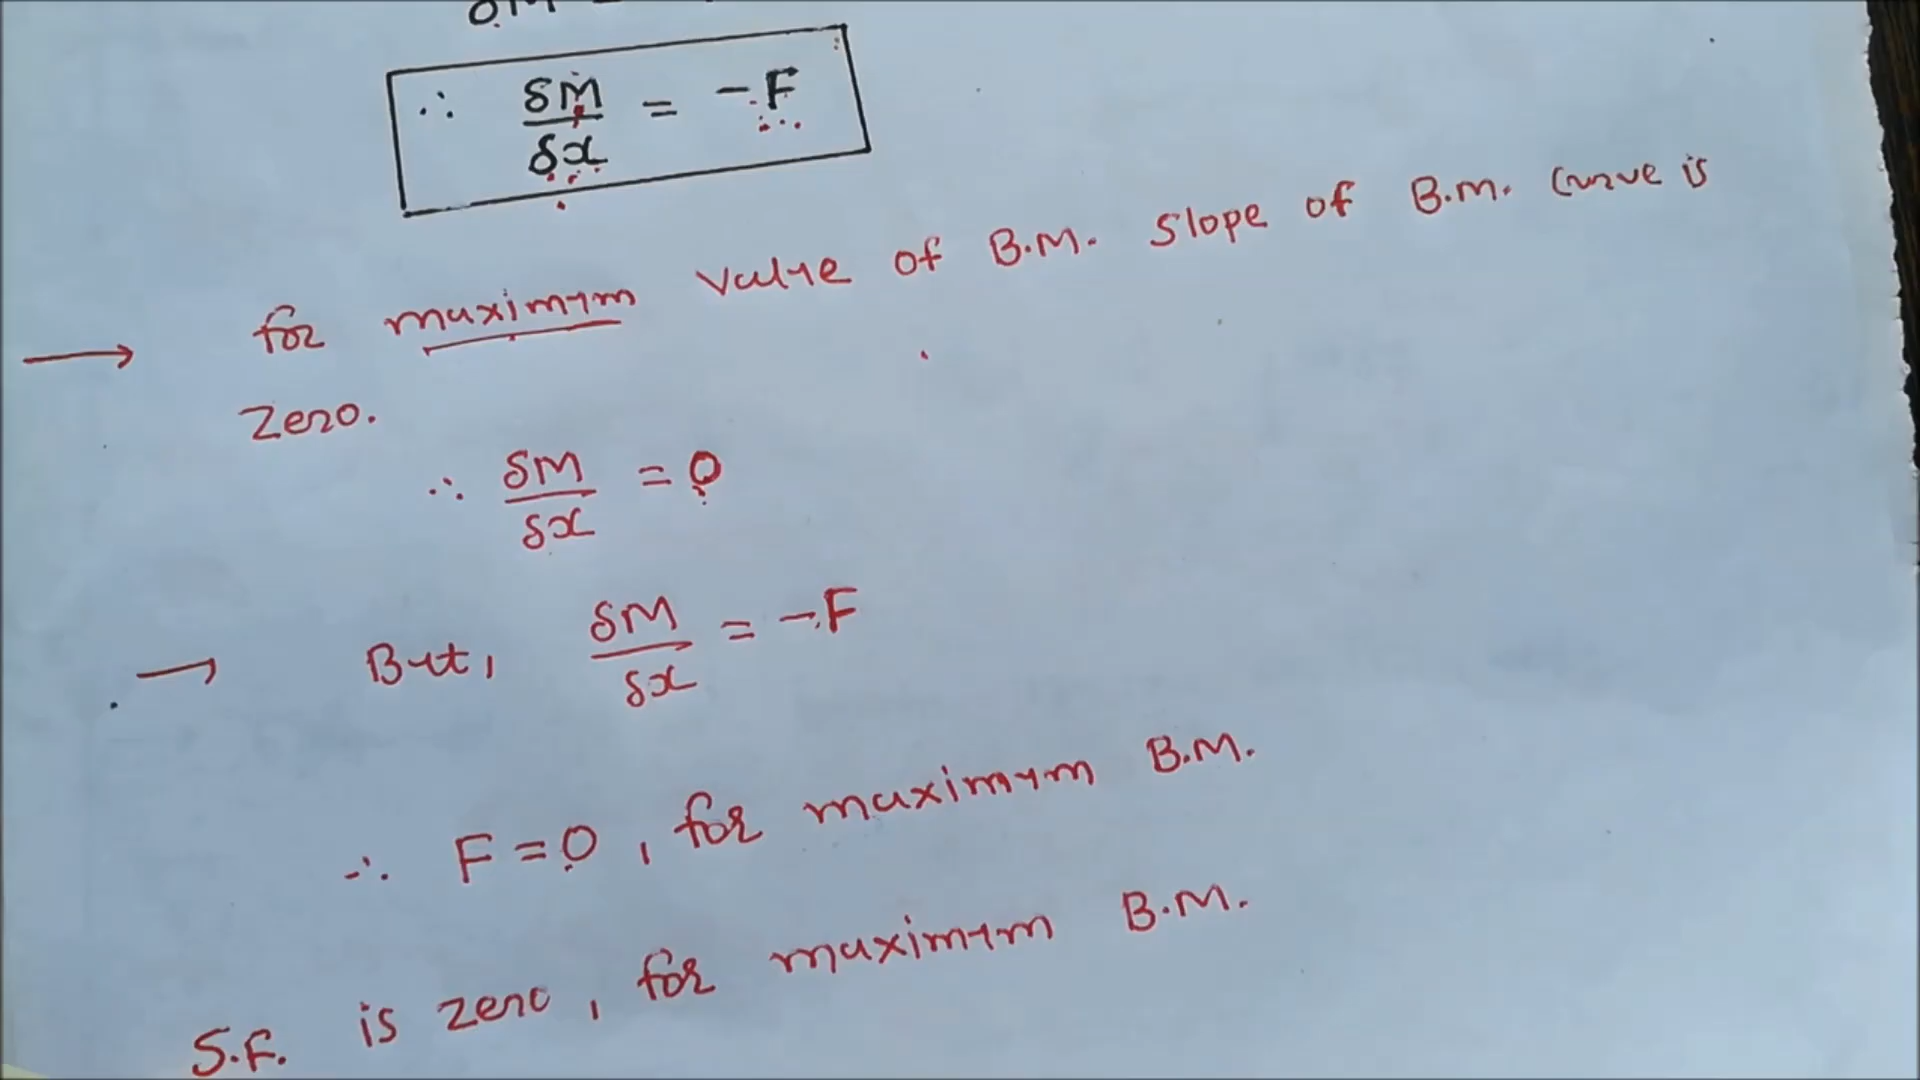 ∴ δM/δx = -F
for maximum value of B.M. slope of B.M. curve is
zero.
∴ δM/δx = 0
But, δM/δx = -F
∴ F = 0, for maximum B.M.
S.F. is zero, for maximum B.M.